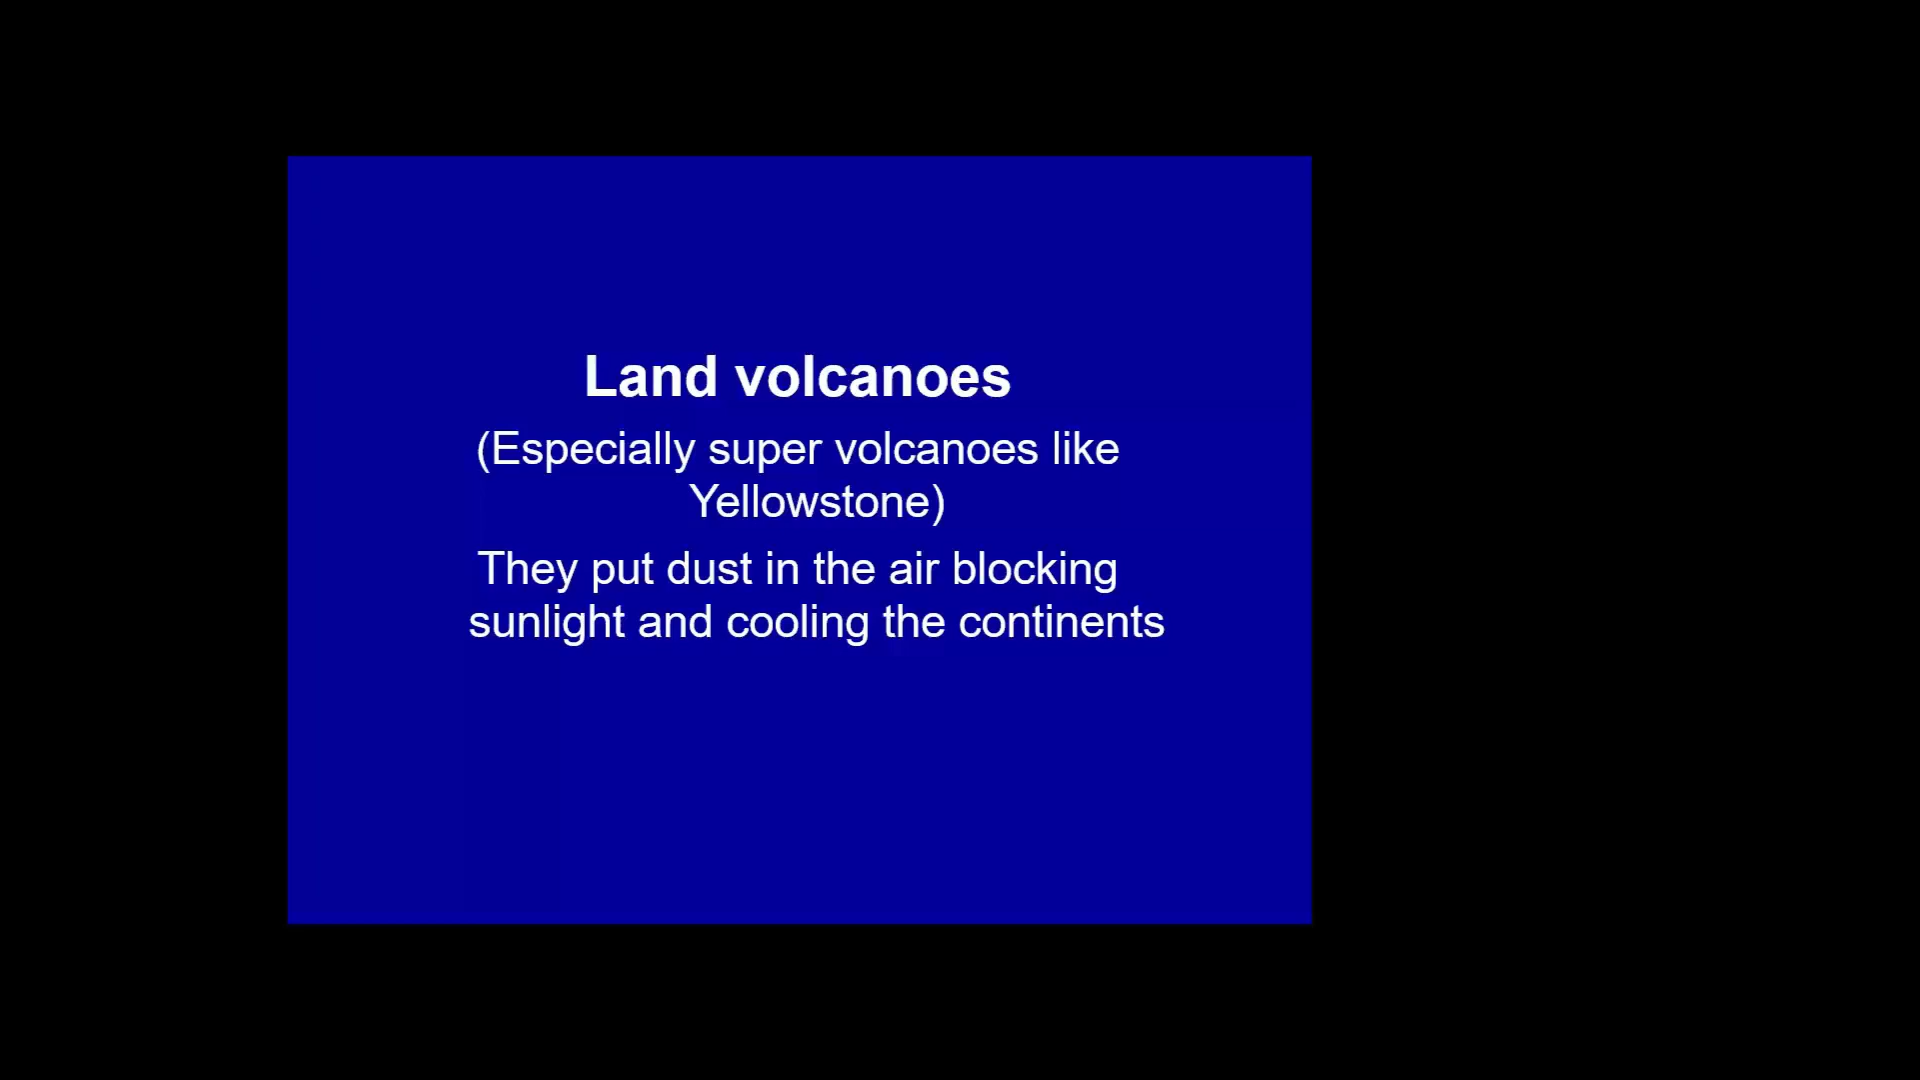 Land volcanoes
(Especially super volcanoes like
Yellowstone)
They put dust in the air blocking
sunlight and cooling the continents